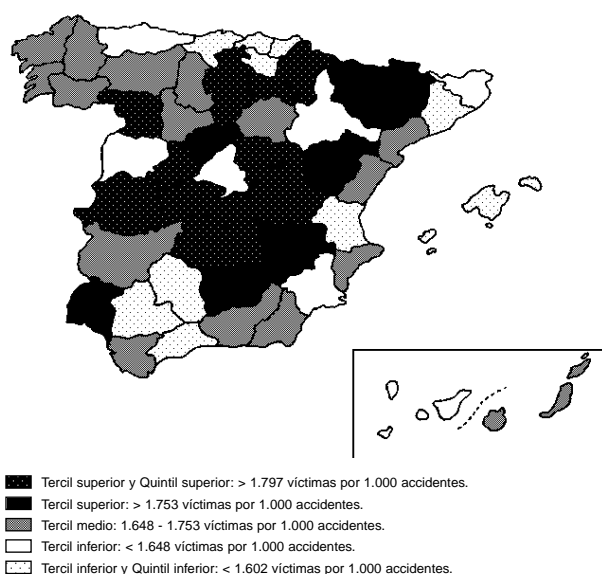 Tercil superior y Quintil superior: > 1.797 víctimas por 1.000 accidentes.
Tercil superior: > 1.753 víctimas por 1.000 accidentes.
Tercil medio: 1.648 - 1.753 víctimas por 1.000 accidentes.
Tercil inferior: < 1.648 víctimas por 1.000 accidentes.
Tercil inferior y Quintil inferior: < 1.602 víctimas por 1.000 accidentes.